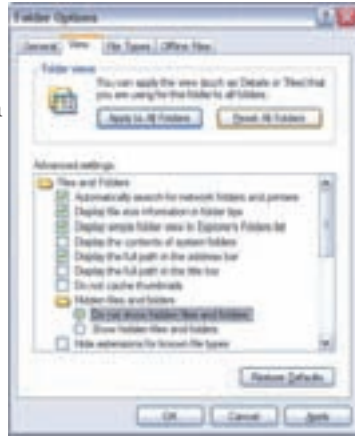 Folder Options
General View File Types Offline Files
Folder views
You can apply the view (such as Details or Tiles) that
you are using for this folder to all folders.
Apply to All Folders Reset All Folders
Advanced settings:
Files and Folders
Automatically search for network folders and printers
Display file size information in folder tips
Display simple folder view in Explorer's Folders list
Display the contents of system folders
Display the full path in the address bar
Display the full path in the title bar
Do not cache thumbnails
Hidden files and folders
Do not show hidden files and folders
Show hidden files and folders
Hide extensions for known file types
Restore Defaults
OK Cancel Apply